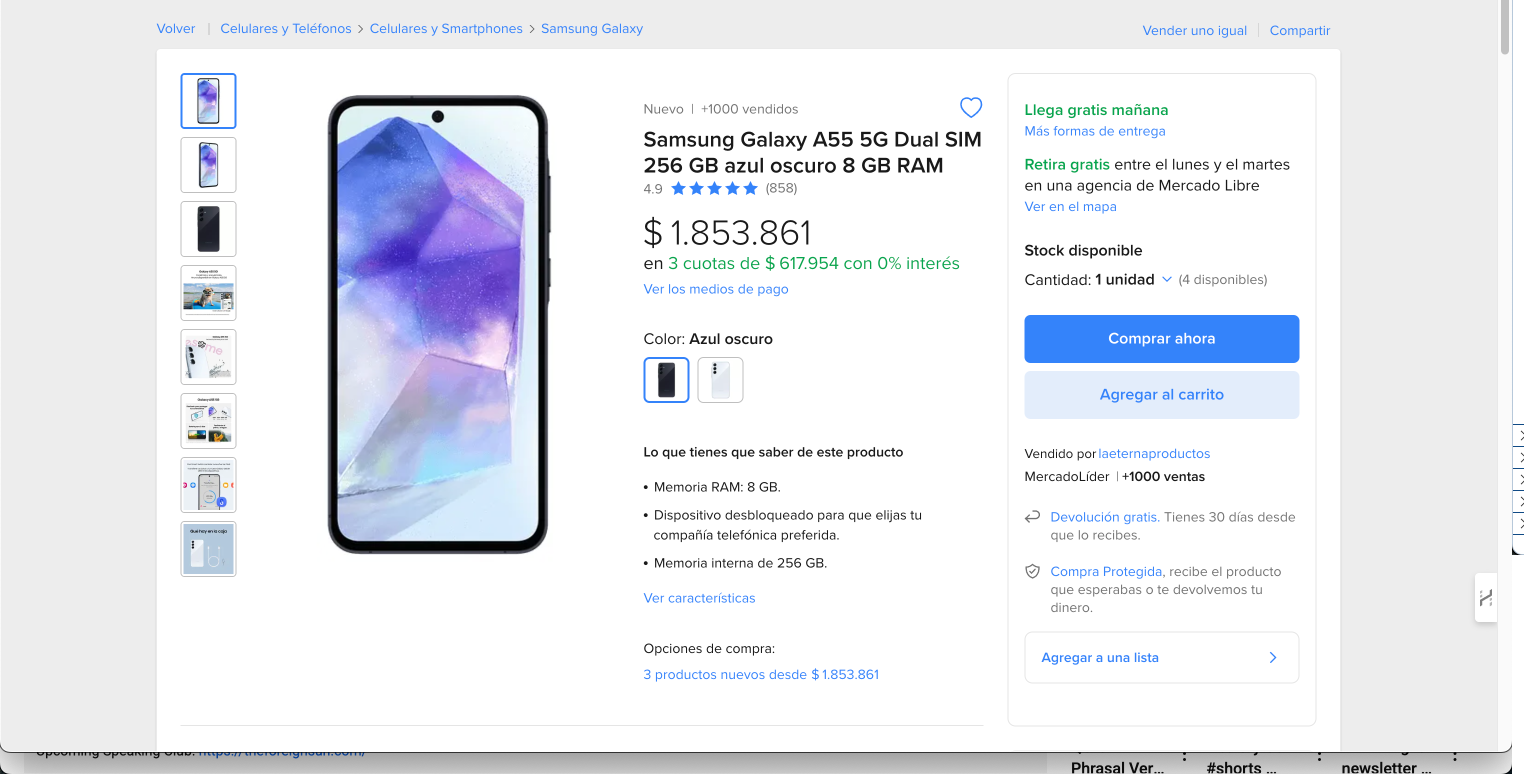 Volver | Celulares y Teléfonos > Celulares y Smartphones > Samsung Galaxy
Vender uno igual | Compartir
Nuevo | +1000 vendidos
Samsung Galaxy A55 5G Dual SIM
256 GB azul oscuro 8 GB RAM
4.9 (858)
$ 1.853.861
en 3 cuotas de $ 617.954 con 0% interés
Ver los medios de pago
Color: Azul oscuro
Lo que tienes que saber de este producto
• Memoria RAM: 8 GB.
• Dispositivo desbloqueado para que elijas tu
compañía telefónica preferida.
• Memoria interna de 256 GB.
Ver características
Opciones de compra:
3 productos nuevos desde $ 1.853.861
Llega gratis mañana
Más formas de entrega
Retira gratis entre el lunes y el martes
en una agencia de Mercado Libre
Ver en el mapa
Stock disponible
Cantidad: 1 unidad (4 disponibles)
Comprar ahora
Agregar al carrito
Vendido por laeternaproductos
MercadoLíder | +1000 ventas
Devolución gratis. Tienes 30 días desde
que lo recibes.
Compra Protegida, recibe el producto
que esperabas o te devolvemos tu
dinero.
Agregar a una lista
Phrasal Ver...
#shorts ...
newsletter ...